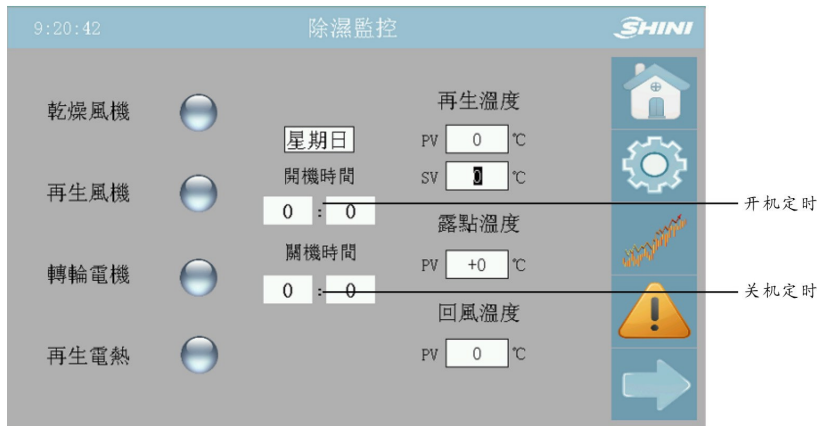 9:20:42 除濕監控 SHINI
乾燥風機
再生風機
轉輪電機
再生電熱
星期日
開機時間
0 : 0
關機時間
0 : 0
再生溫度
PV 0 ℃
SV 0 ℃
露點溫度
PV +0 ℃
回風溫度
PV 0 ℃
开机定时
关机定时